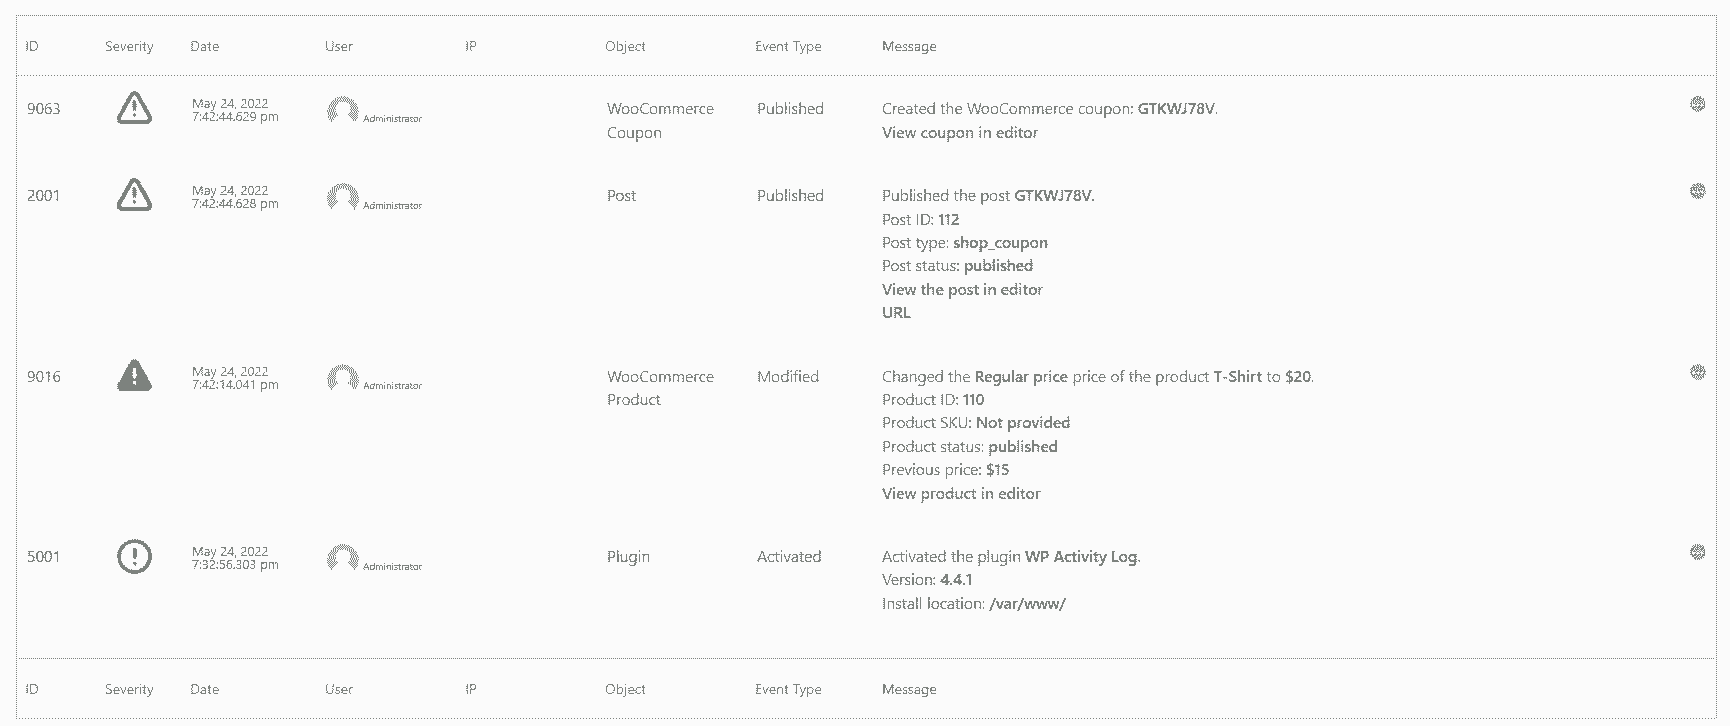 ID Severity Date User IP Object Event Type Message
9063 May 24, 2022 7:42:44.629 pm Administrator WooCommerce Coupon Published Created the WooCommerce coupon: GTKWJ78V.
View coupon in editor
2001 May 24, 2022 7:42:44.628 pm Administrator Post Published Published the post GTKWJ78V.
Post ID: 112
Post type: shop_coupon
Post status: published
View the post in editor
URL
9016 May 24, 2022 7:42:14.041 pm Administrator WooCommerce Product Modified Changed the Regular price price of the product T-Shirt to $20.
Product ID: 110
Product SKU: Not provided
Product status: published
Previous price: $15
View product in editor
5001 May 24, 2022 7:32:56.303 pm Administrator Plugin Activated Activated the plugin WP Activity Log.
Version: 4.4.1
Install location: /var/www/
ID Severity Date User IP Object Event Type Message